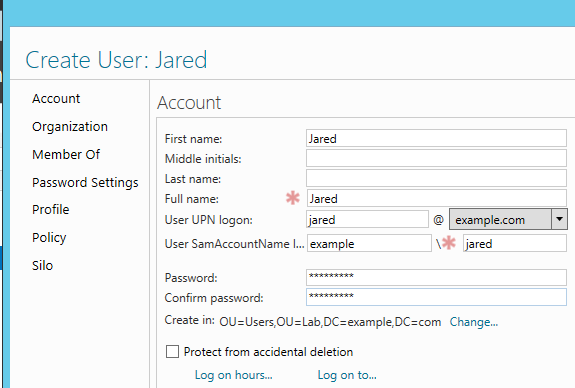 Create User: Jared
Account
Organization
Member Of
Password Settings
Profile
Policy
Silo
Account
First name: Jared
Middle initials:
Last name:
Full name: * Jared
User UPN logon: jared @ example.com
User SamAccountName l... example \ * jared
Password: *********
Confirm password: *********
Create in: OU=Users,OU=Lab,DC=example,DC=com Change...
Protect from accidental deletion
Log on hours... Log on to...